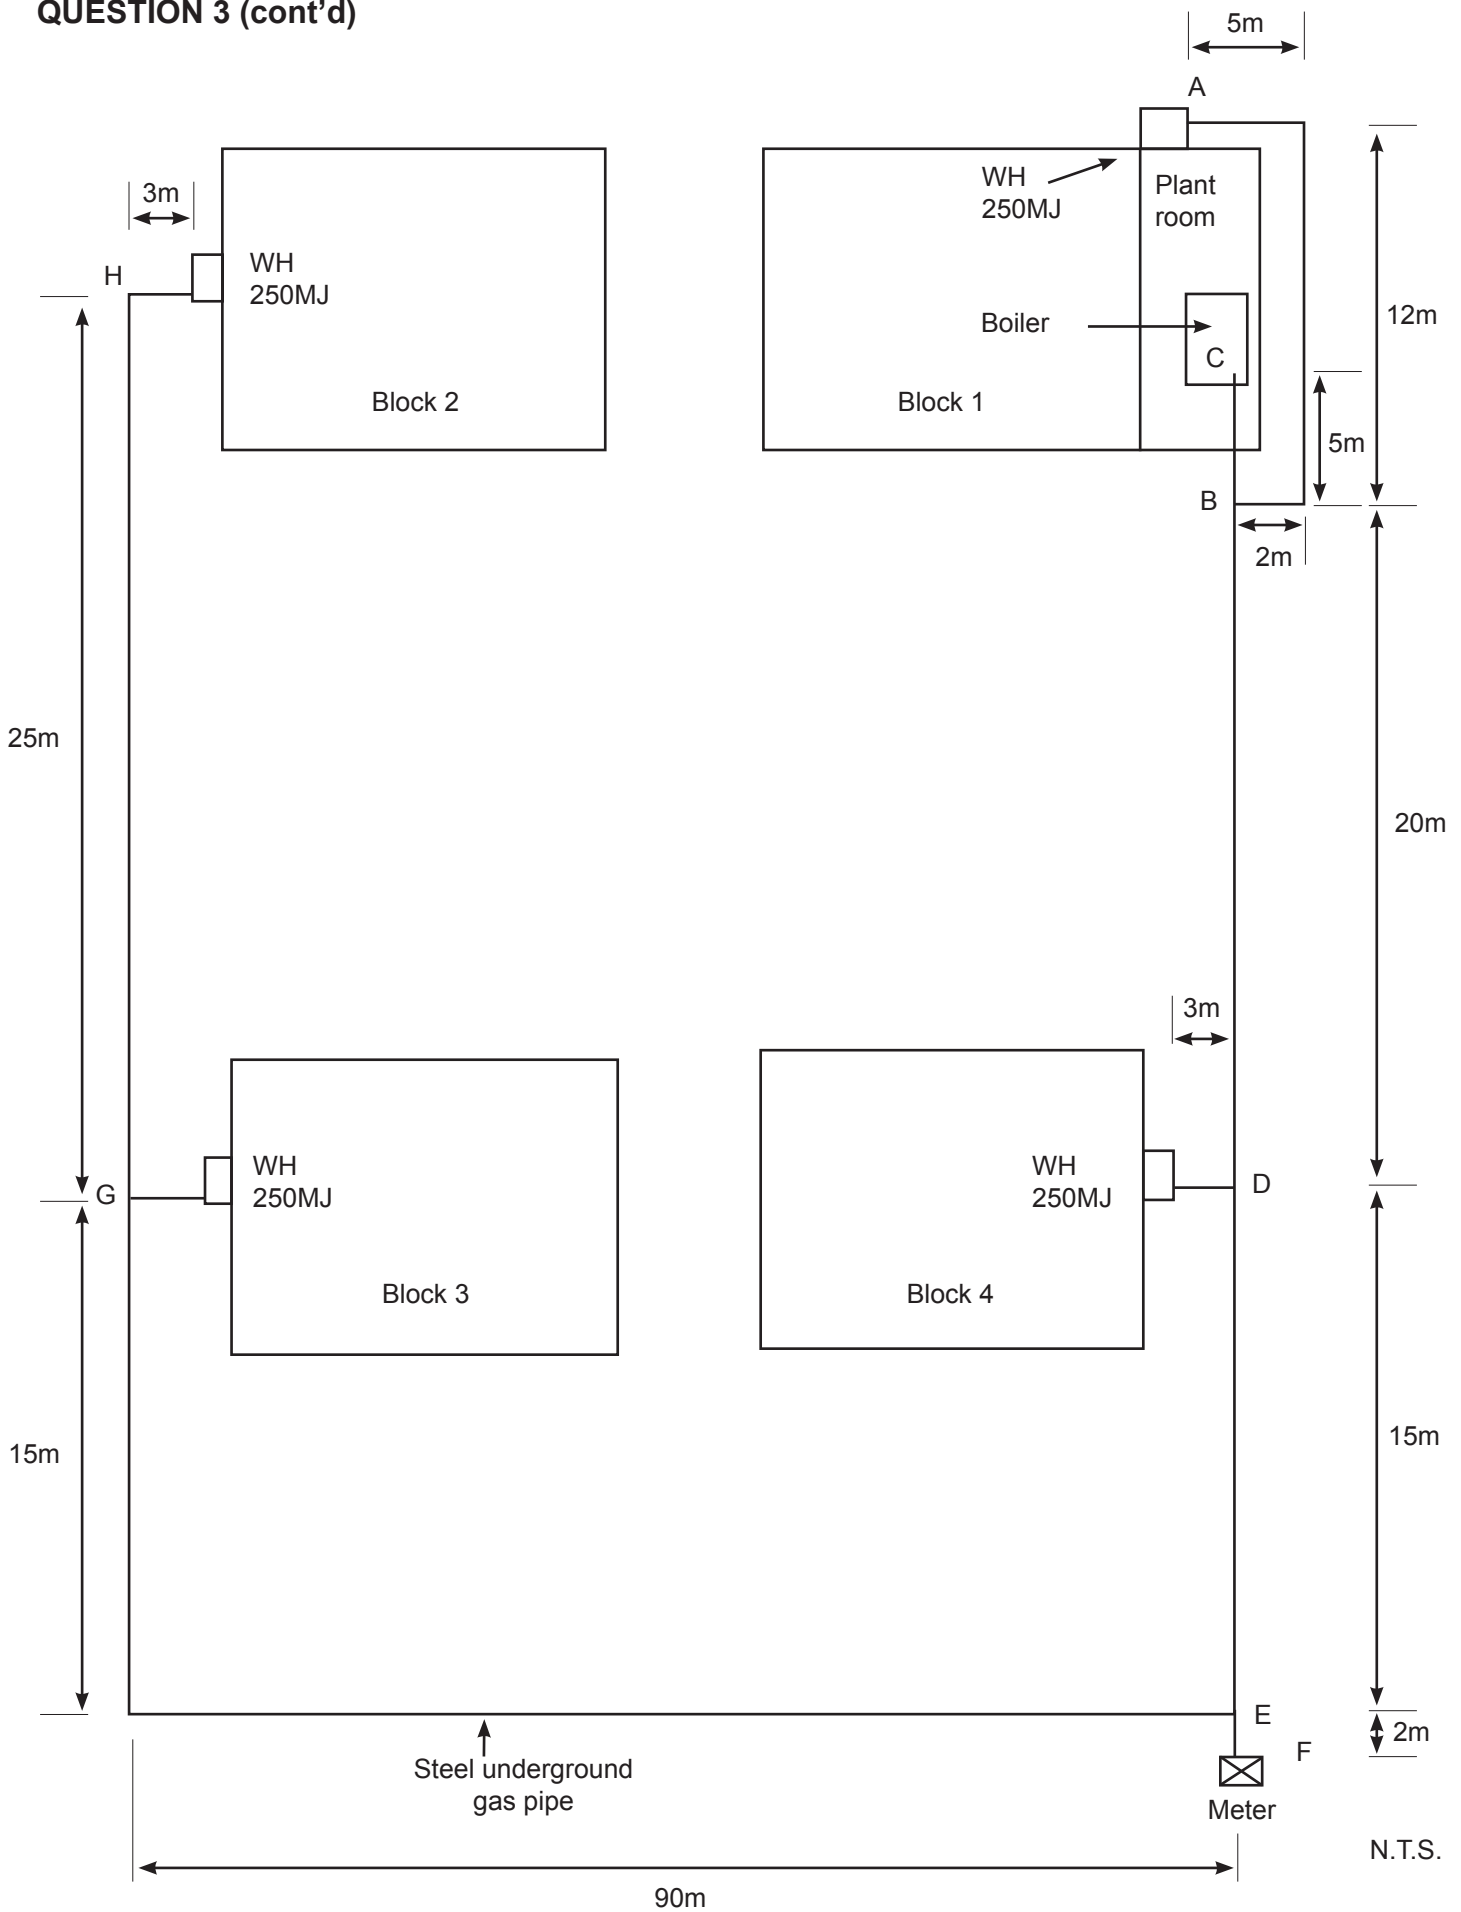 QUESTION 3 (cont’d)
5m
A
3m
WH
250MJ
Plant
room
H
WH
250MJ
Boiler
C
12m
Block 2
Block 1
5m
B
2m
25m
20m
3m
G
WH
250MJ
WH
250MJ
D
Block 3
Block 4
15m
15m
E
2m
F
Steel underground
gas pipe
Meter
N.T.S.
90m